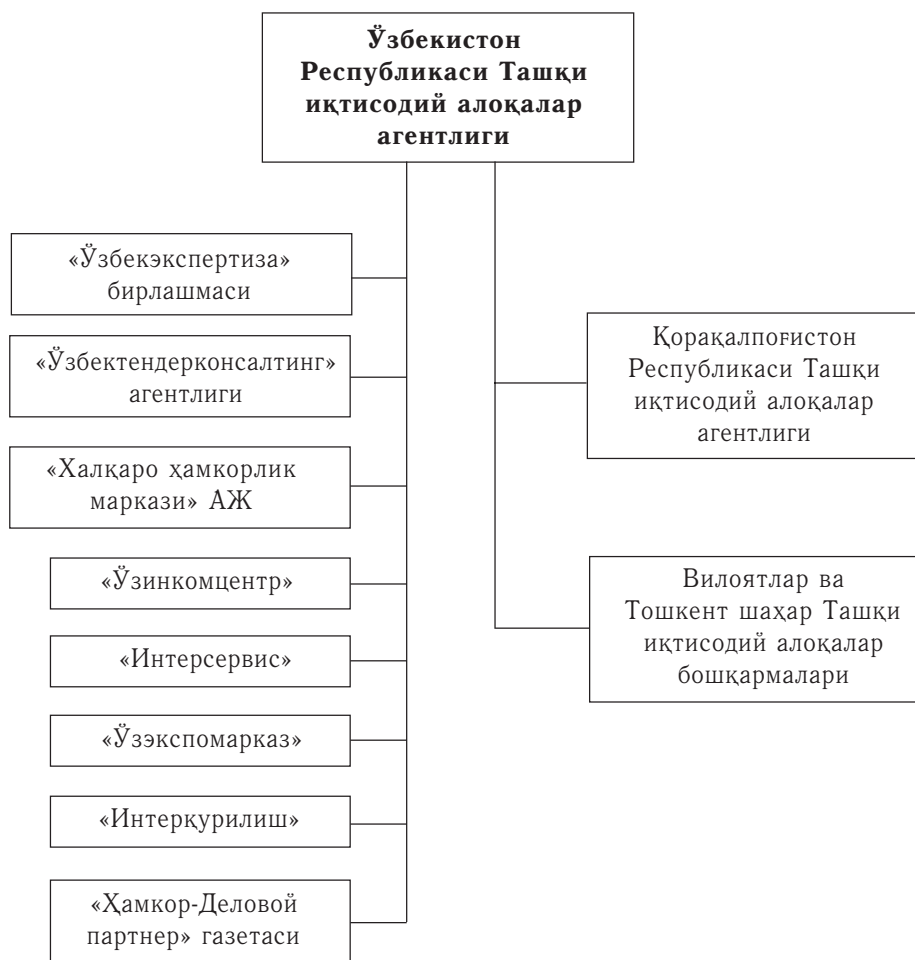 Ўзбекистон
Республикаси Ташқи
иқтисодий алоқалар
агентлиги
«Ўзбекэкспертиза»
бирлашмаси
«Ўзбектендерконсалтинг»
агентлиги
«Халқаро ҳамкорлик
маркази» АЖ
«Ўзинкомцентр»
«Интерсервис»
«Ўзэкспомарказ»
«Интерқурилиш»
«Ҳамкор-Деловой
партнер» газетаси
Қорақалпоғистон
Республикаси Ташқи
иқтисодий алоқалар
агентлиги
Вилоятлар ва
Тошкент шаҳар Ташқи
иқтисодий алоқалар
бошқармалари